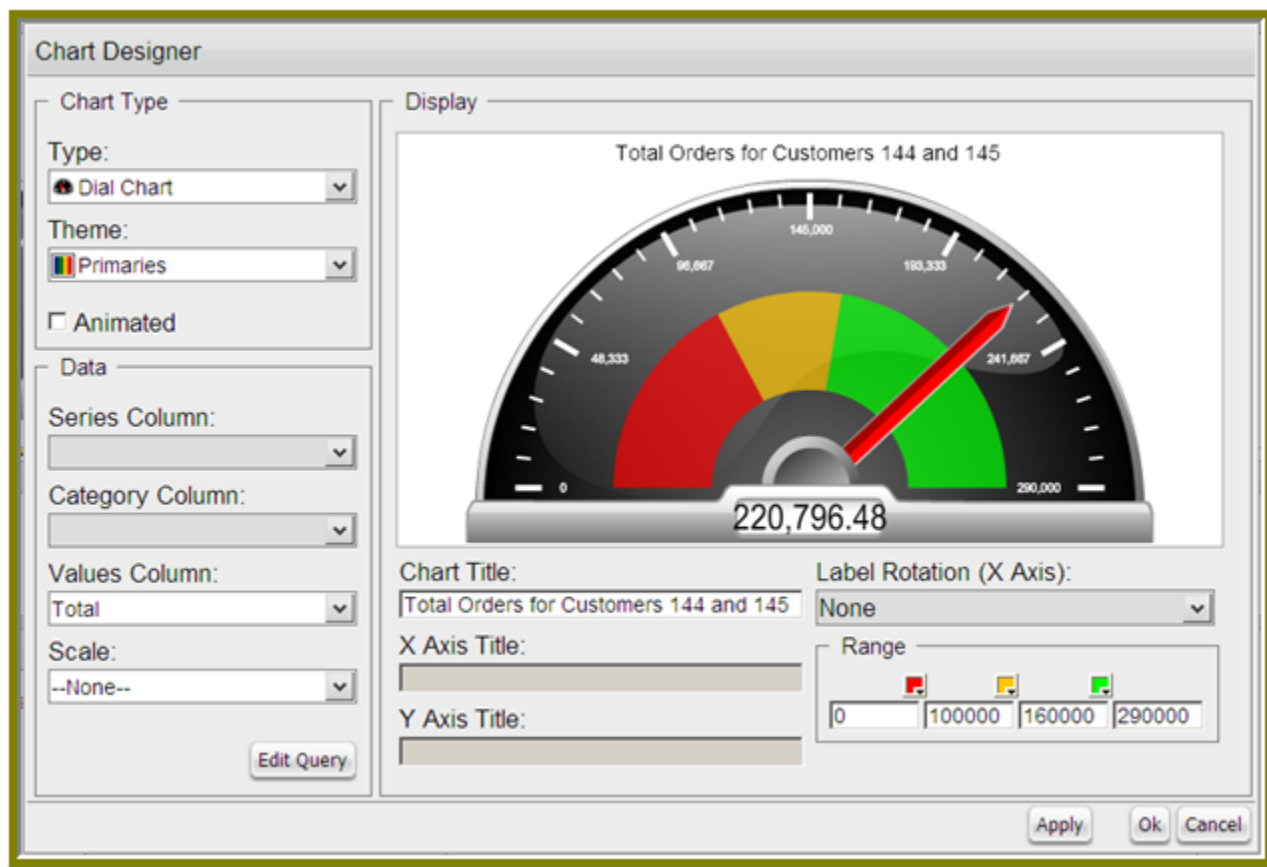 Chart Designer
Chart Type
Type:
Dial Chart
Theme:
Primaries
Animated
Data
Series Column:
Category Column:
Values Column:
Total
Scale:
--None--
Edit Query
Display
Total Orders for Customers 144 and 145
0
48,333
96,667
145,000
193,333
241,667
290,000
220,796.48
Chart Title:
Total Orders for Customers 144 and 145
X Axis Title:
Y Axis Title:
Label Rotation (X Axis):
None
Range
0 100000 160000 290000
Apply Ok Cancel